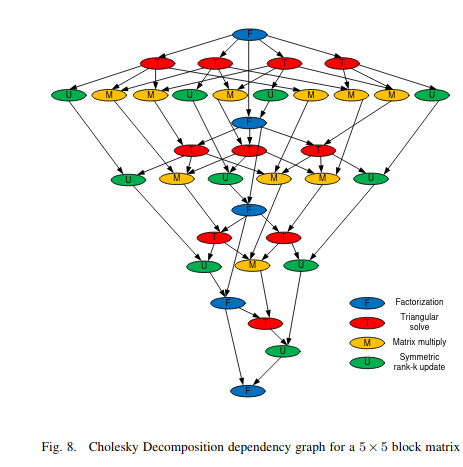 F
T T T T
U M M U M U M M M U
F
T T T
U M U M M U
F
T T
U M U
F
T
U
F
F Factorization
T Triangular
solve
M Matrix multiply
U Symmetric
rank-k update
Fig. 8. Cholesky Decomposition dependency graph for a 5 × 5 block matrix